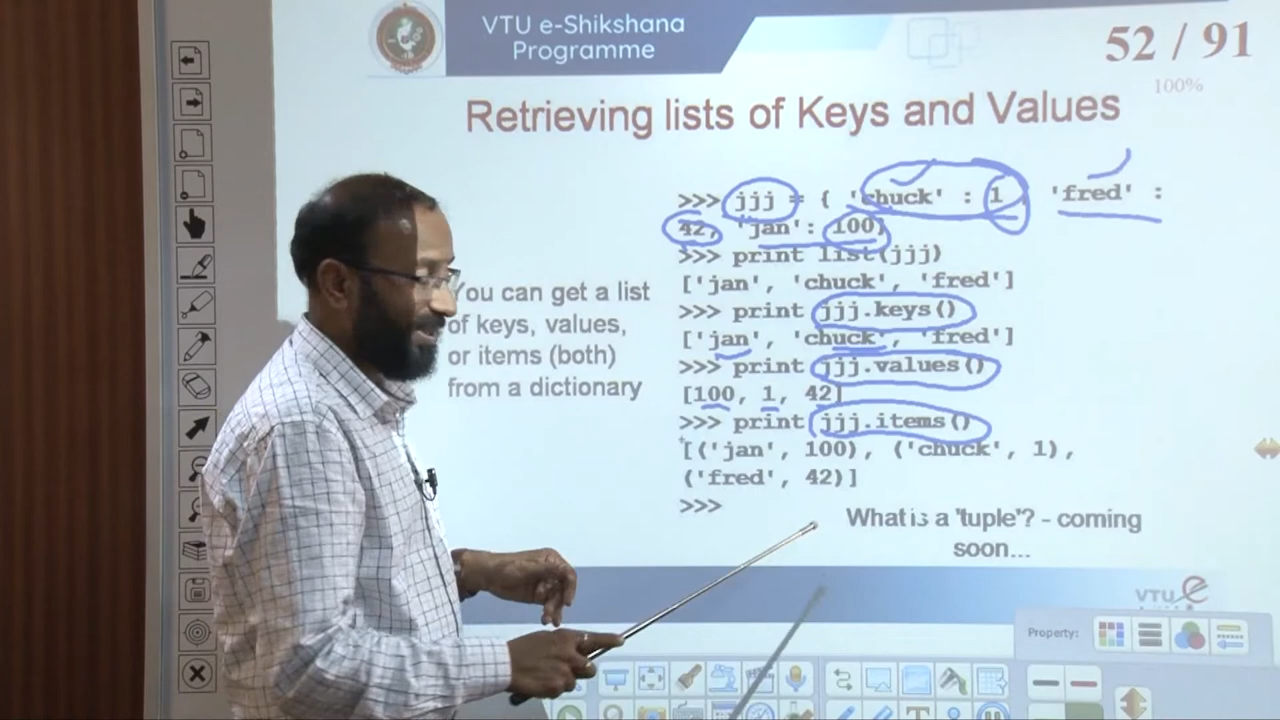 VTU e-Shikshana
Programme
52 / 91
100%
Retrieving lists of Keys and Values
>>> jjj = { 'chuck' : 1 'fred' :
42, 'jan': 100}
>>> print list(jjj)
['jan', 'chuck', 'fred']
>>> print jjj.keys()
['jan', 'chuck', 'fred']
>>> print jjj.values()
[100, 1, 42]
>>> print jjj.items()
[('jan', 100), ('chuck', 1),
('fred', 42)]
>>>
You can get a list
of keys, values,
or items (both)
from a dictionary
What is a 'tuple'? - coming
soon...
VTU e
Property: